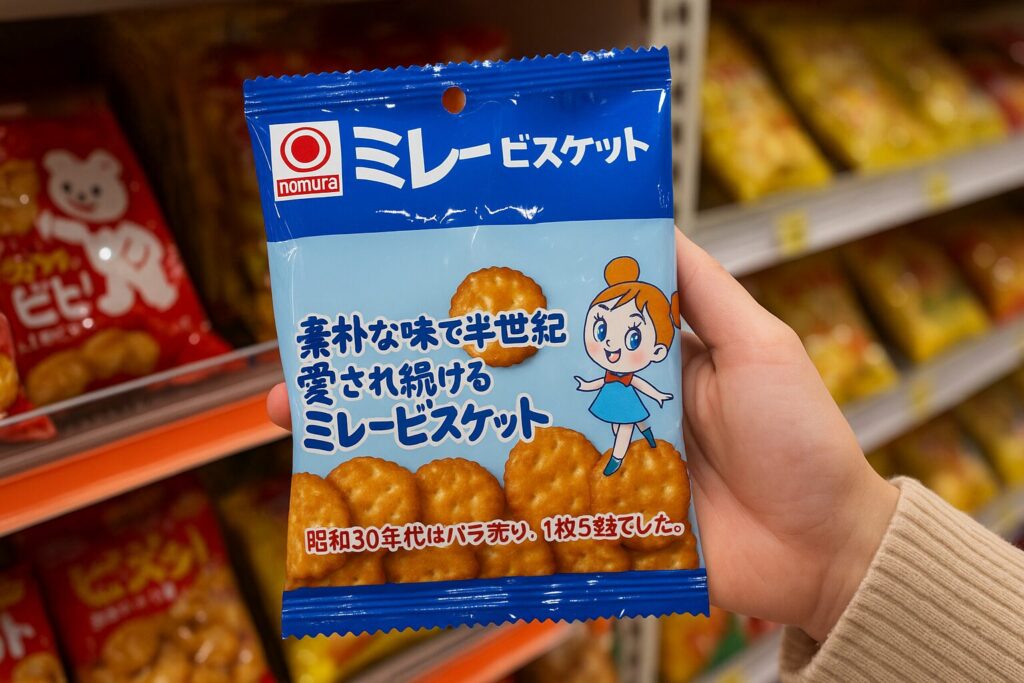 nomura
ミレービスケット
素朴な味で半世紀
愛され続ける
ミレービスケット
昭和30年代はバラ売り、1枚5銭でした。